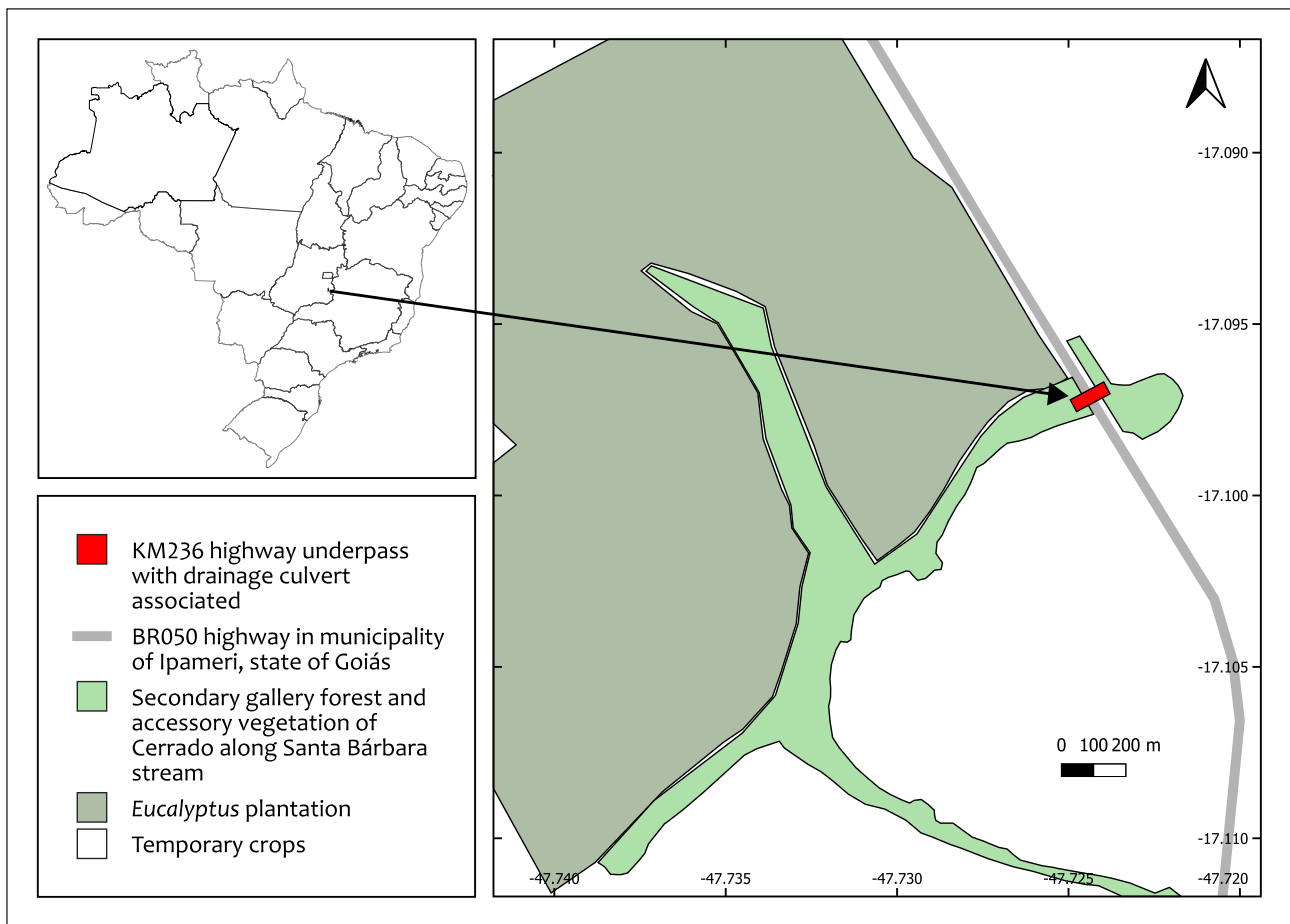 KM236 highway underpass
with drainage culvert
associated
BR050 highway in municipality
of Ipameri, state of Goiás
Secondary gallery forest and
accessory vegetation of
Cerrado along Santa Bárbara
stream
Eucalyptus plantation
Temporary crops
-17.090
-17.095
-17.100
-17.105
0 100 200 m
-17.110
-47.740 -47.735 -47.730 -47.725 -47.720